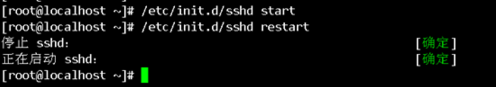 [root@localhost ~]# /etc/init.d/sshd start
[root@localhost ~]# /etc/init.d/sshd restart
停止 sshd： [确定]
正在启动 sshd： [确定]
[root@localhost ~]#